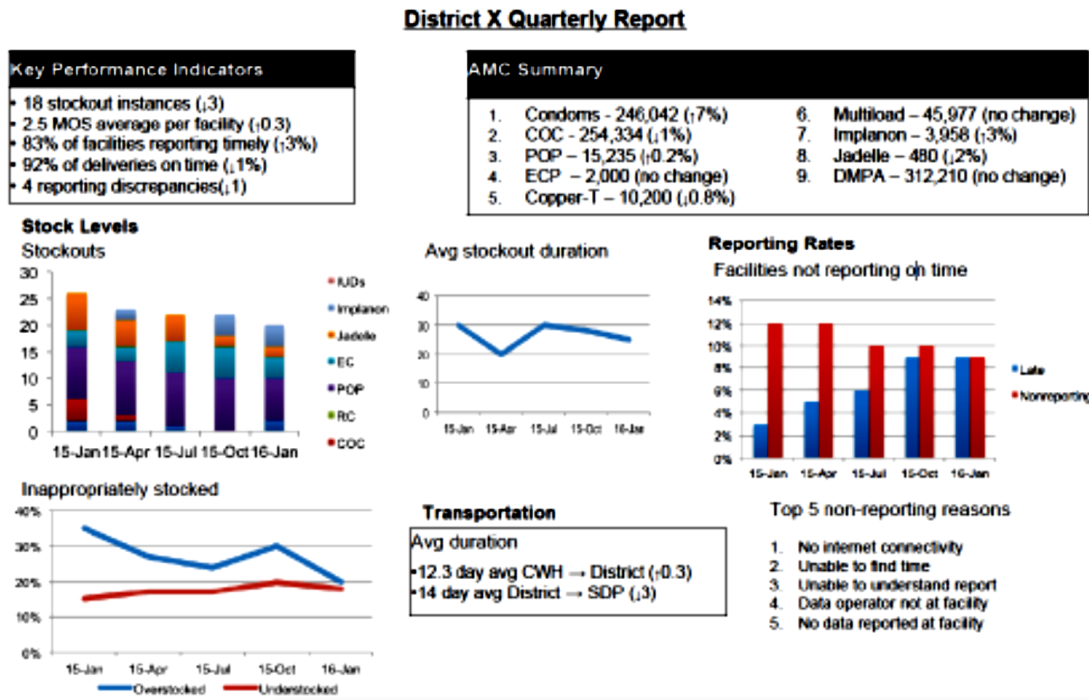 District X Quarterly Report
Key Performance Indicators
• 18 stockout instances (↓3)
• 2.5 MOS average per facility (↑0.3)
• 83% of facilities reporting timely (↑3%)
• 92% of deliveries on time (↓1%)
• 4 reporting discrepancies(↓1)
AMC Summary
1. Condoms - 246,042 (↑7%)
2. COC - 254,334 (↓1%)
3. POP – 15,235 (↑0.2%)
4. ECP – 2,000 (no change)
5. Copper-T – 10,200 (↓0.8%)
6. Multiload – 45,977 (no change)
7. Implanon – 3,958 (↑3%)
8. Jadelle – 480 (↓2%)
9. DMPA – 312,210 (no change)
Stock Levels
Stockouts
30
25
20
15
10
5
0
15-Jan 15-Apr 15-Jul 15-Oct 16-Jan
IUDs
Implanon
Jadelle
EC
POP
RC
COC
Avg stockout duration
40
30
20
10
0
15-Jan 15-Apr 15-Jul 15-Oct 16-Jan
Reporting Rates
Facilities not reporting on time
14%
12%
10%
8%
6%
4%
2%
0%
15-Jan 15-Apr 15-Jul 15-Oct 16-Jan
Late
Nonreporting
Inappropriately stocked
40%
30%
20%
10%
0%
15-Jan 15-Apr 15-Jul 15-Oct 16-Jan
Overstocked Understocked
Transportation
Avg duration
•12.3 day avg CWH → District (↑0.3)
•14 day avg District → SDP (↓3)
Top 5 non-reporting reasons
1. No internet connectivity
2. Unable to find time
3. Unable to understand report
4. Data operator not at facility
5. No data reported at facility